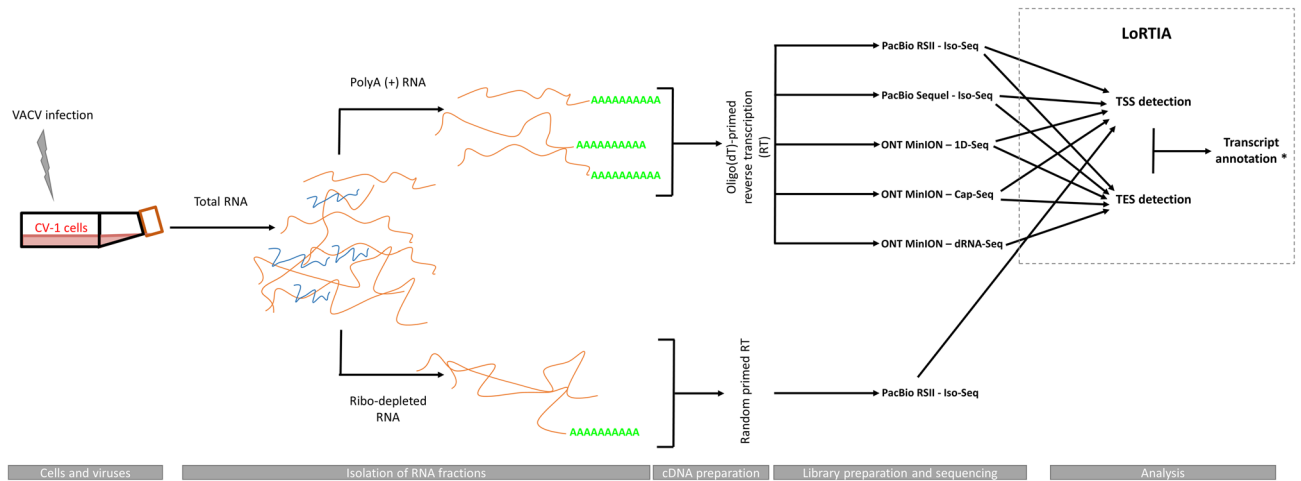 VACV infection
CV-1 cells
Total RNA
PolyA (+) RNA
AAAAAAAAAA
AAAAAAAAAA
AAAAAAAAAA
Ribo-depleted
RNA
AAAAAAAAAA
Oligo(dT)-primed
reverse transcription
(RT)
Random primed RT
PacBio RSII - Iso-Seq
PacBio Sequel - Iso-Seq
ONT MinION – 1D-Seq
ONT MinION – Cap-Seq
ONT MinION – dRNA-Seq
PacBio RSII - Iso-Seq
LoRTIA
TSS detection
TES detection
Transcript
annotation *
Cells and viruses
Isolation of RNA fractions
cDNA preparation
Library preparation and sequencing
Analysis